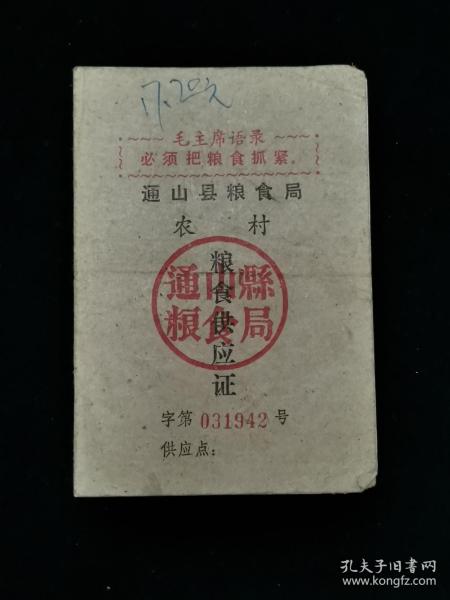 毛主席语录
必须把粮食抓紧。
通山县粮食局
农村
粮食供应证
通山縣
粮食局
字第 031942 号
供应点：
孔夫子旧书网
www.kongfz.com